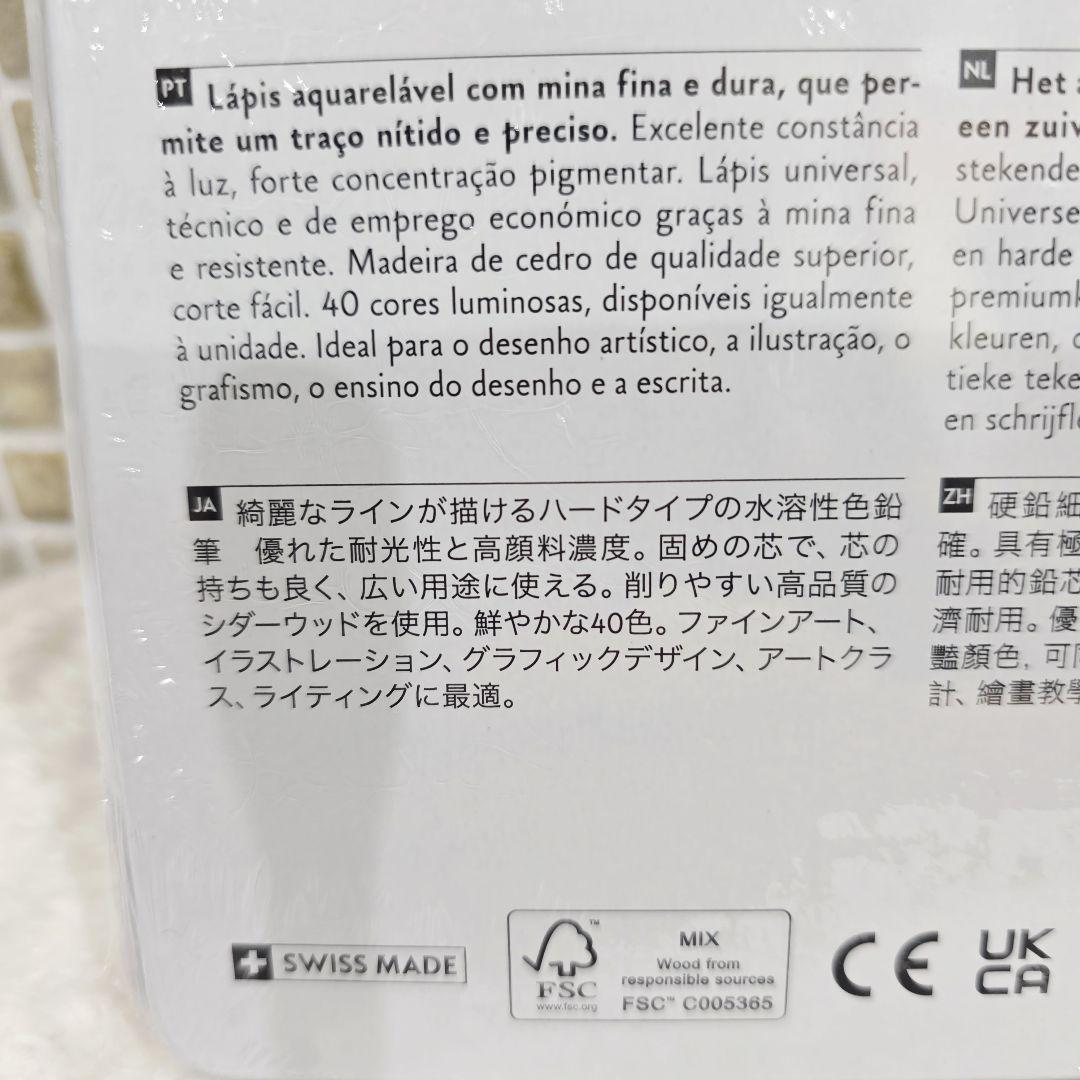 PT Lápis aquarelável com mina fina e dura, que per-
mite um traço nítido e preciso. Excelente constância
à luz, forte concentração pigmentar. Lápis universal,
técnico e de emprego económico graças à mina fina
e resistente. Madeira de cedro de qualidade superior,
corte fácil. 40 cores luminosas, disponíveis igualmente
à unidade. Ideal para o desenho artístico, a ilustração, o
grafismo, o ensino do desenho e a escrita.
NL Het
een
stekende
en harde
kleuren,
tieke
en
JA 綺麗なラインが描けるハードタイプの水溶性色鉛
筆 優れた耐光性と高顔料濃度。固めの芯で、芯の
持ちも良く、広い用途に使える。削りやすい高品質の
シダーウッドを使用。鮮やかな40色。ファインアート、
イラストレーション、グラフィックデザイン、アートクラ
ス、ライティングに最適。
ZH 硬鉛細
確。具有極
耐用的鉛芯
濟耐用。優
豔顏色，可
計、繪畫教學
SWISS MADE
FSC™
www.fsc.org
MIX
Wood from
responsible sources
FSC™ C005365
CE
UK
CA